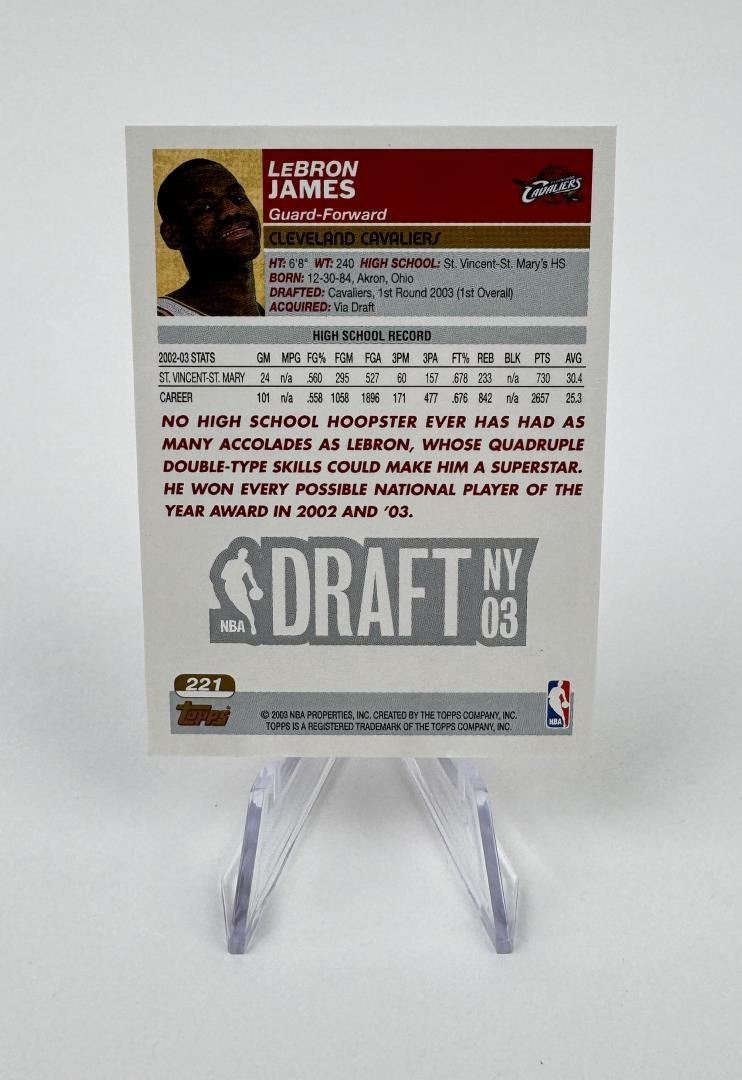 LEBRON
JAMES
Guard-Forward
CAVALIERS
CLEVELAND CAVALIERS
HT: 6'8" WT: 240 HIGH SCHOOL: St. Vincent-St. Mary's HS
BORN: 12-30-84, Akron, Ohio
DRAFTED: Cavaliers, 1st Round 2003 (1st Overall)
ACQUIRED: Via Draft
HIGH SCHOOL RECORD
2002-03 STATS GM MPG FG% FGM FGA 3PM 3PA FT% REB BLK PTS AVG
ST. VINCENT-ST. MARY 24 n/a .560 295 527 60 157 .678 233 n/a 730 30.4
CAREER 101 n/a .558 1058 1896 171 477 .676 842 n/a 2657 25.3
NO HIGH SCHOOL HOOPSTER EVER HAS HAD AS
MANY ACCOLADES AS LEBRON, WHOSE QUADRUPLE
DOUBLE-TYPE SKILLS COULD MAKE HIM A SUPERSTAR.
HE WON EVERY POSSIBLE NATIONAL PLAYER OF THE
YEAR AWARD IN 2002 AND '03.
NBA DRAFT NY
03
221
Topps
© 2003 NBA PROPERTIES, INC. CREATED BY THE TOPPS COMPANY, INC.
TOPPS IS A REGISTERED TRADEMARK OF THE TOPPS COMPANY, INC.
NBA